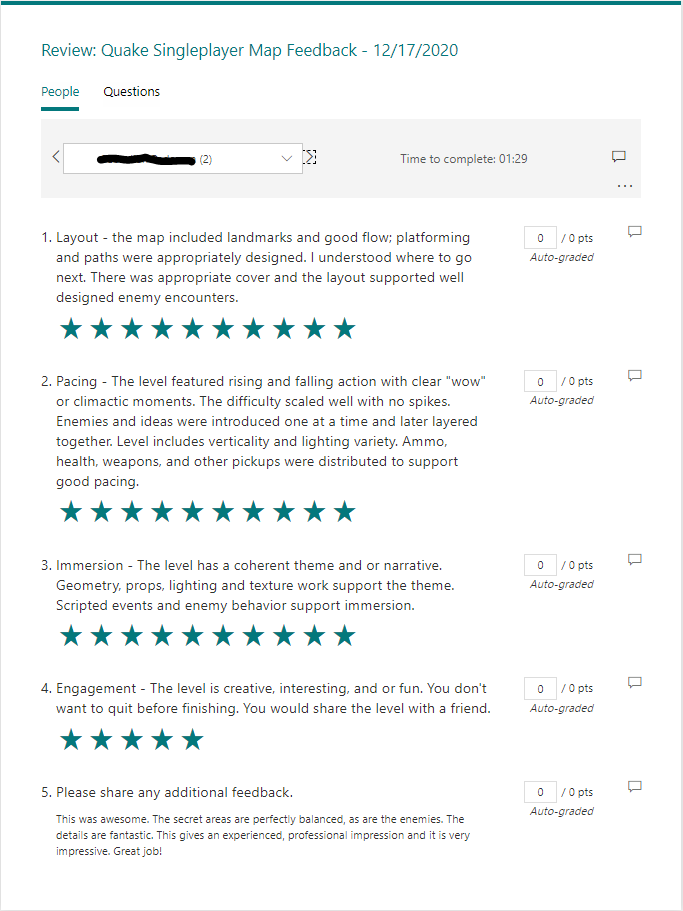 Review: Quake Singleplayer Map Feedback - 12/17/2020
People Questions
(2) Time to complete: 01:29
1. Layout - the map included landmarks and good flow; platforming
and paths were appropriately designed. I understood where to go
next. There was appropriate cover and the layout supported well
designed enemy encounters.
0 / 0 pts
Auto-graded
2. Pacing - The level featured rising and falling action with clear "wow"
or climactic moments. The difficulty scaled well with no spikes.
Enemies and ideas were introduced one at a time and later layered
together. Level includes verticality and lighting variety. Ammo,
health, weapons, and other pickups were distributed to support
good pacing.
0 / 0 pts
Auto-graded
3. Immersion - The level has a coherent theme and or narrative.
Geometry, props, lighting and texture work support the theme.
Scripted events and enemy behavior support immersion.
0 / 0 pts
Auto-graded
4. Engagement - The level is creative, interesting, and or fun. You don't
want to quit before finishing. You would share the level with a friend.
0 / 0 pts
Auto-graded
5. Please share any additional feedback.
0 / 0 pts
Auto-graded
This was awesome. The secret areas are perfectly balanced, as are the enemies. The
details are fantastic. This gives an experienced, professional impression and it is very
impressive. Great job!